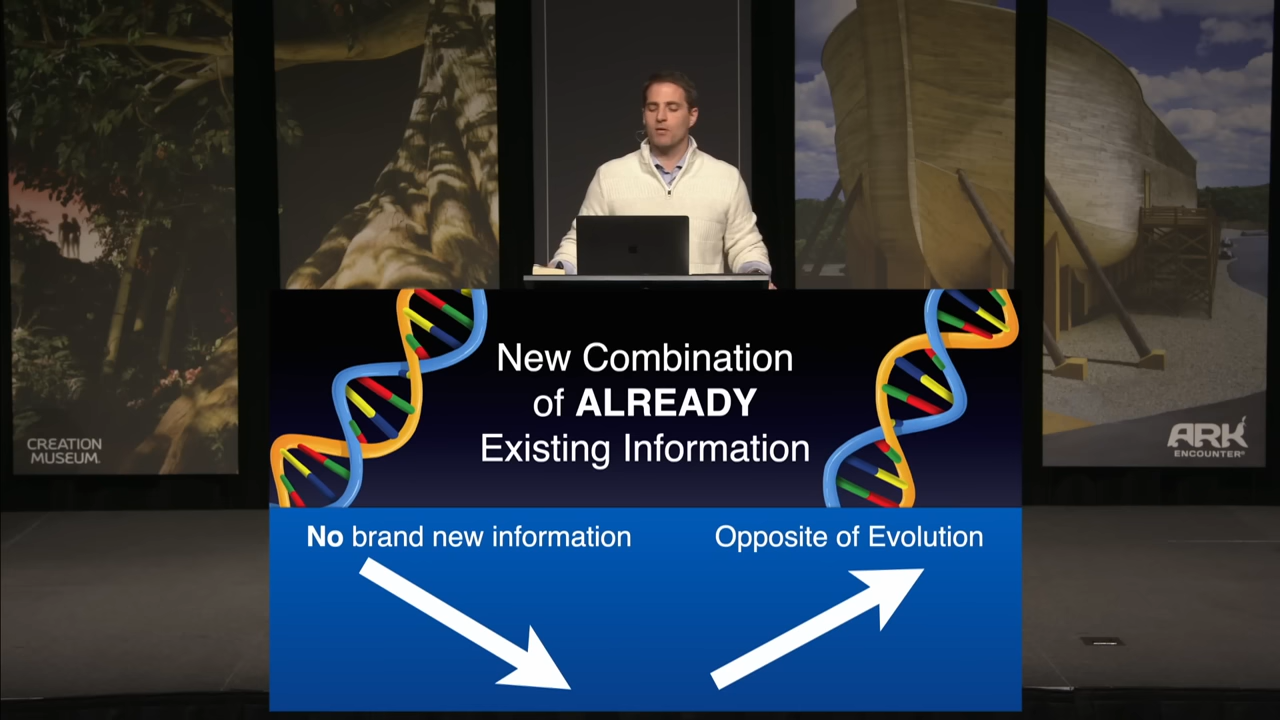 New Combination
of ALREADY
Existing Information
No brand new information
Opposite of Evolution
CREATION
MUSEUM
ARK
ENCOUNTER